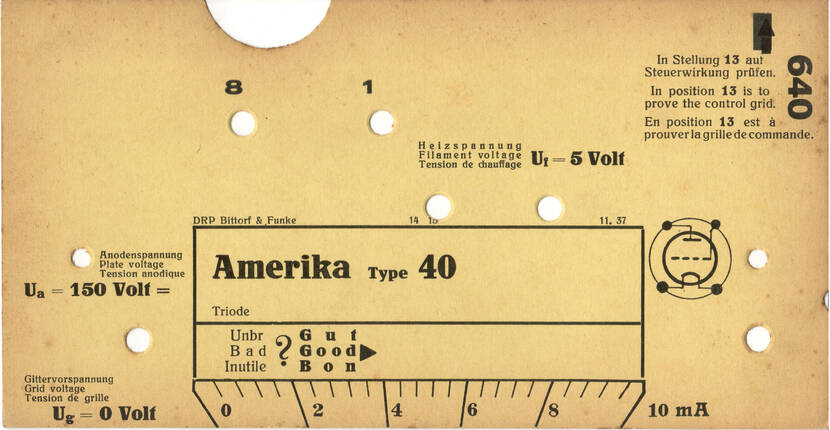 In Stellung 13 auf
Steuerwirkung prüfen.
In position 13 is to
prove the control grid.
En position 13 est à
prouver la grille de commande.
640
8 1
Heizspannung
Filament voltage
Tension de chauffage
Uf = 5 Volt
DRP Bittorf & Funke 14 15 11. 37
Anodenspannung
Plate voltage
Tension anodique
Ua = 150 Volt =
Amerika Type 40
Triode
Unbr ? Gut
Bad Good
Inutile Bon
Gittervorspannung
Grid voltage
Tension de grille
Ug = 0 Volt
0 2 4 6 8 10 mA